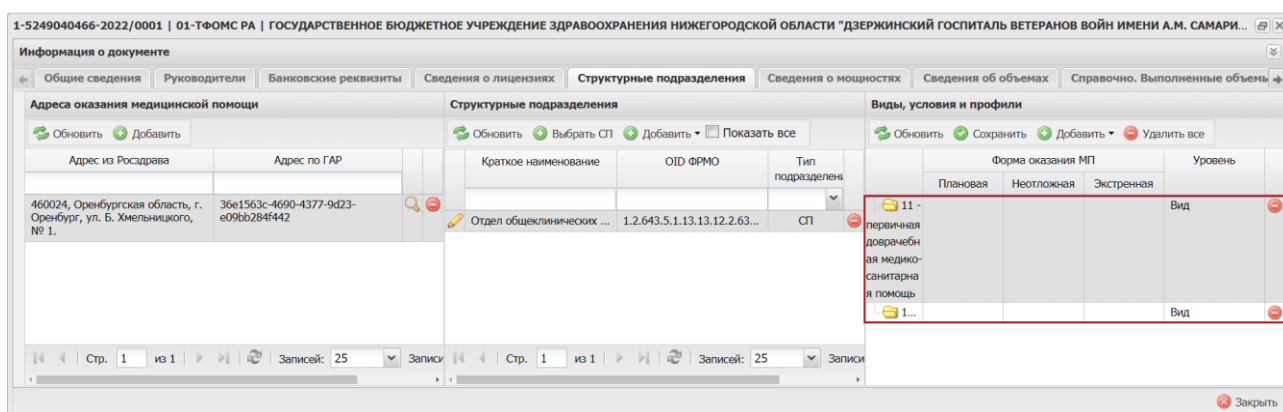 1-5249040466-2022/0001 | 01-ТФОМС РА | ГОСУДАРСТВЕННОЕ БЮДЖЕТНОЕ УЧРЕЖДЕНИЕ ЗДРАВООХРАНЕНИЯ НИЖЕГОРОДСКОЙ ОБЛАСТИ "ДЗЕРЖИНСКИЙ ГОСПИТАЛЬ ВЕТЕРАНОВ ВОЙН ИМЕНИ А.М. САМАРИ...
Информация о документе
Общие сведения Руководители Банковские реквизиты Сведения о лицензиях Структурные подразделения Сведения о мощностях Сведения об объемах Справочно. Выполненные объемы
Адреса оказания медицинской помощи
Обновить Добавить
Адрес из Росздрава Адрес по ГАР
460024, Оренбургская область, г.
Оренбург, ул. Б. Хмельницкого,
№ 1.
36e1563c-4690-4377-9d23-
e09bb284f442
Стр. 1 из 1 Записей: 25 Записи
Структурные подразделения
Обновить Выбрать СП Добавить Показать все
Краткое наименование OID ФРМО Тип
подразделени
Отдел общеклинических ... 1.2.643.5.1.13.13.12.2.63... СП
Стр. 1 из 1 Записей: 25 Записи
Виды, условия и профили
Обновить Сохранить Добавить Удалить все
Форма оказания МП Уровень
Плановая Неотложная Экстренная
11 - Вид
первичная
доврачебн
ая медико-
санитарна
я помощь
1... Вид
Закрыть